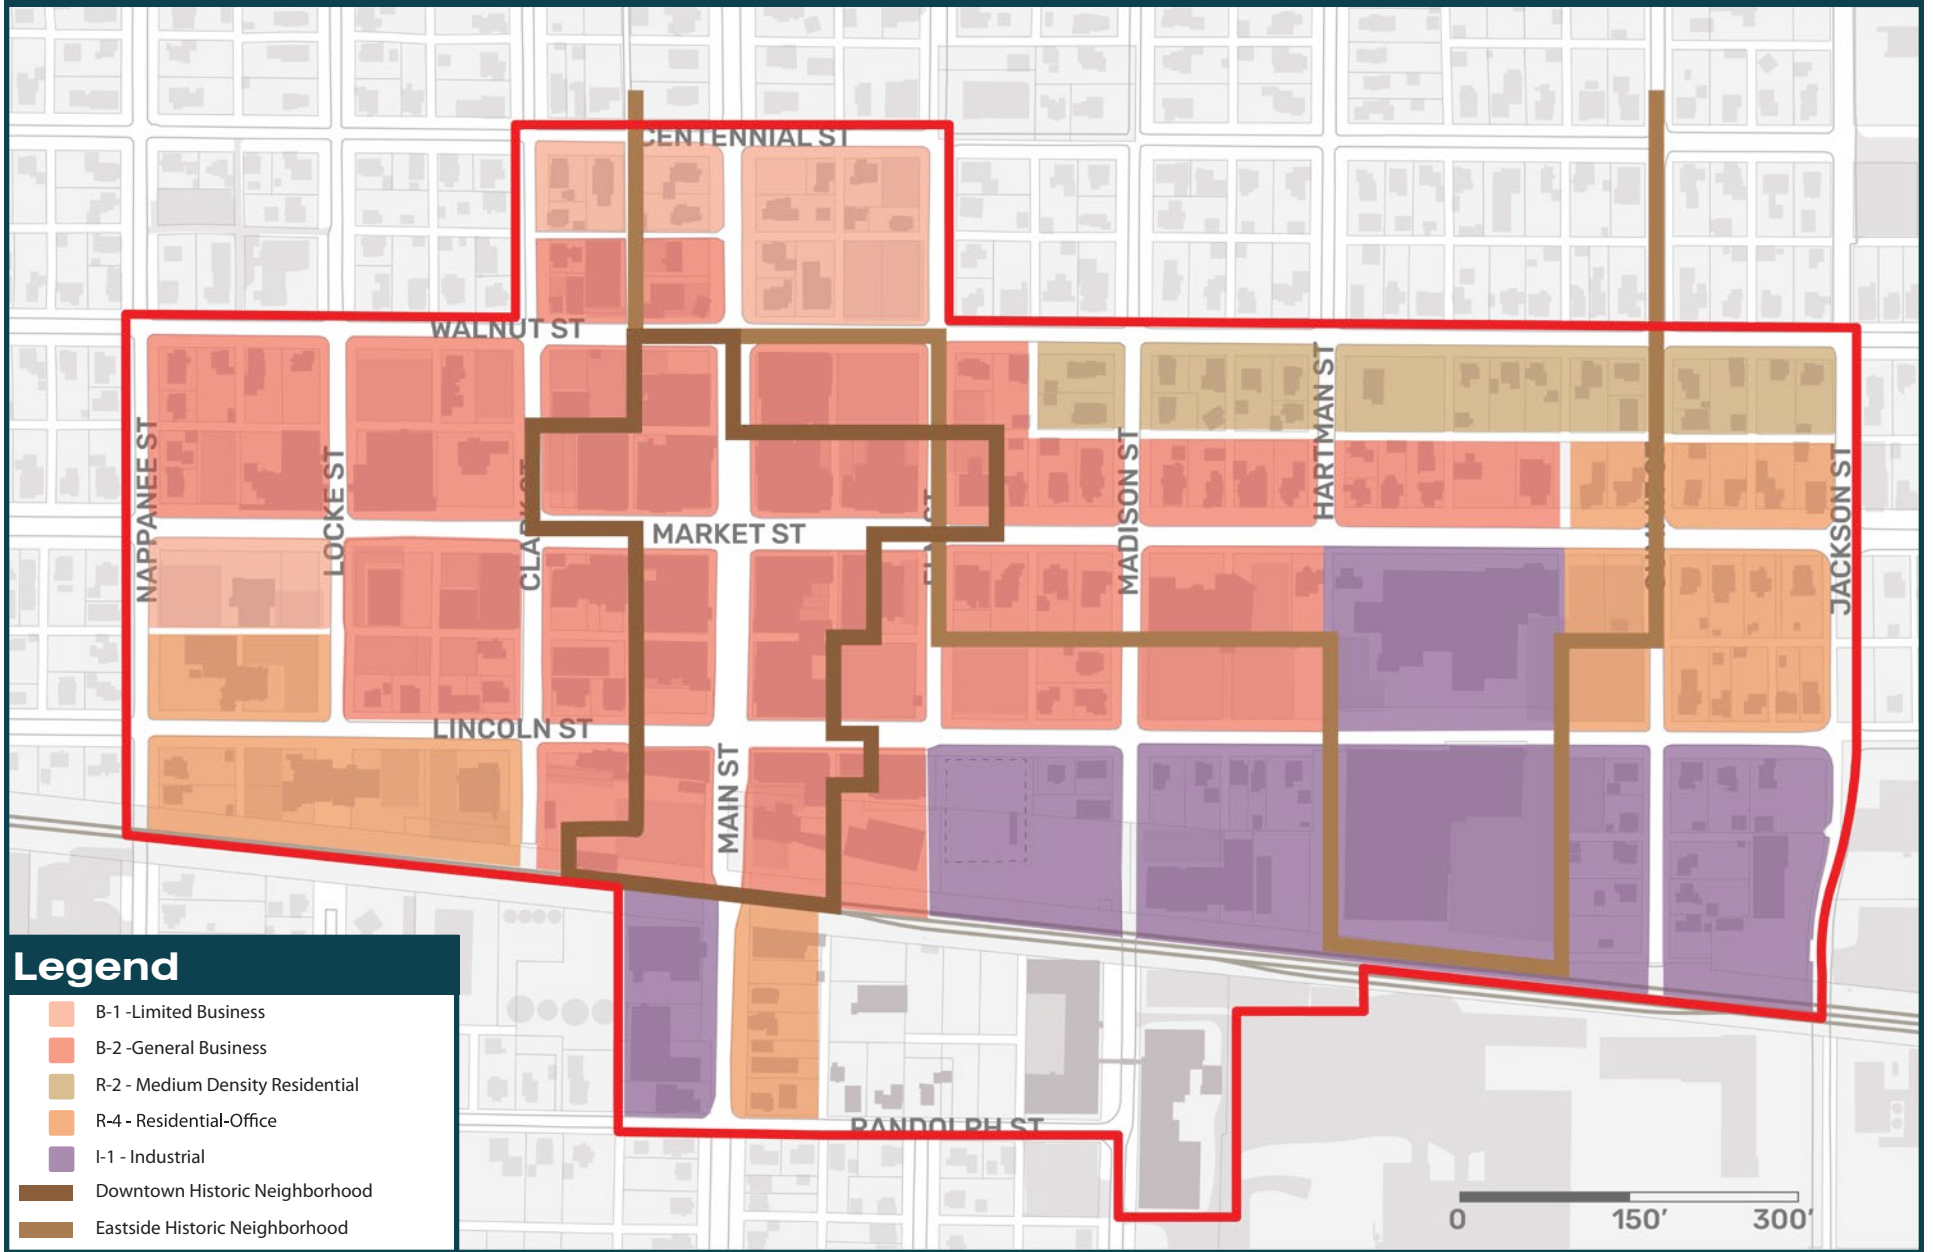 CENTENNIAL ST
WALNUT ST
NAPPANEE ST
LOCKE ST
CLARK ST
MARKET ST
MADISON ST
HARTMAN ST
JACKSON ST
LINCOLN ST
MAIN ST
RANDOLPH ST
Legend
B-1 -Limited Business
B-2 -General Business
R-2 - Medium Density Residential
R-4 - Residential-Office
I-1 - Industrial
Downtown Historic Neighborhood
Eastside Historic Neighborhood
0 150' 300'